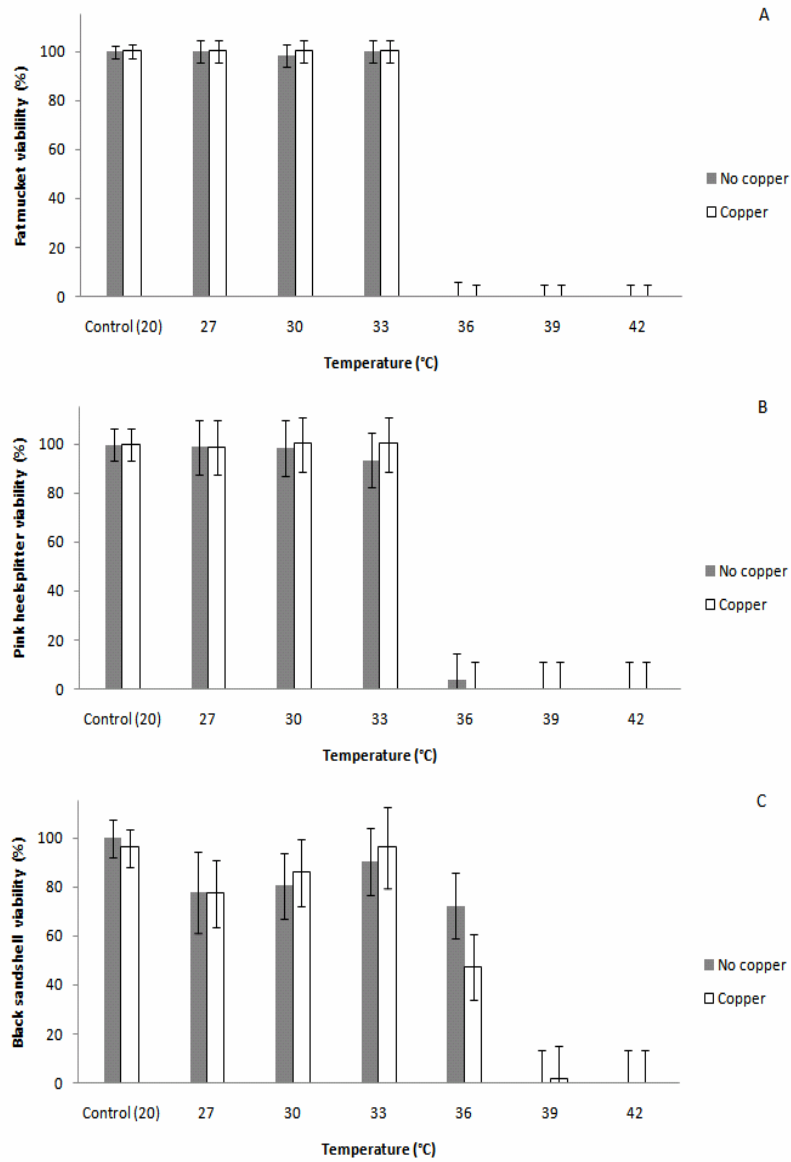 A
Fatmucket viability (%)
100
80
60
40
20
0
Control (20) 27 30 33 36 39 42
Temperature (°C)
No copper
Copper
B
Pink heelsplitter viability (%)
100
80
60
40
20
0
Control (20) 27 30 33 36 39 42
Temperature (°C)
No copper
Copper
C
Black sandshell viability (%)
100
80
60
40
20
0
Control (20) 27 30 33 36 39 42
Temperature (°C)
No copper
Copper